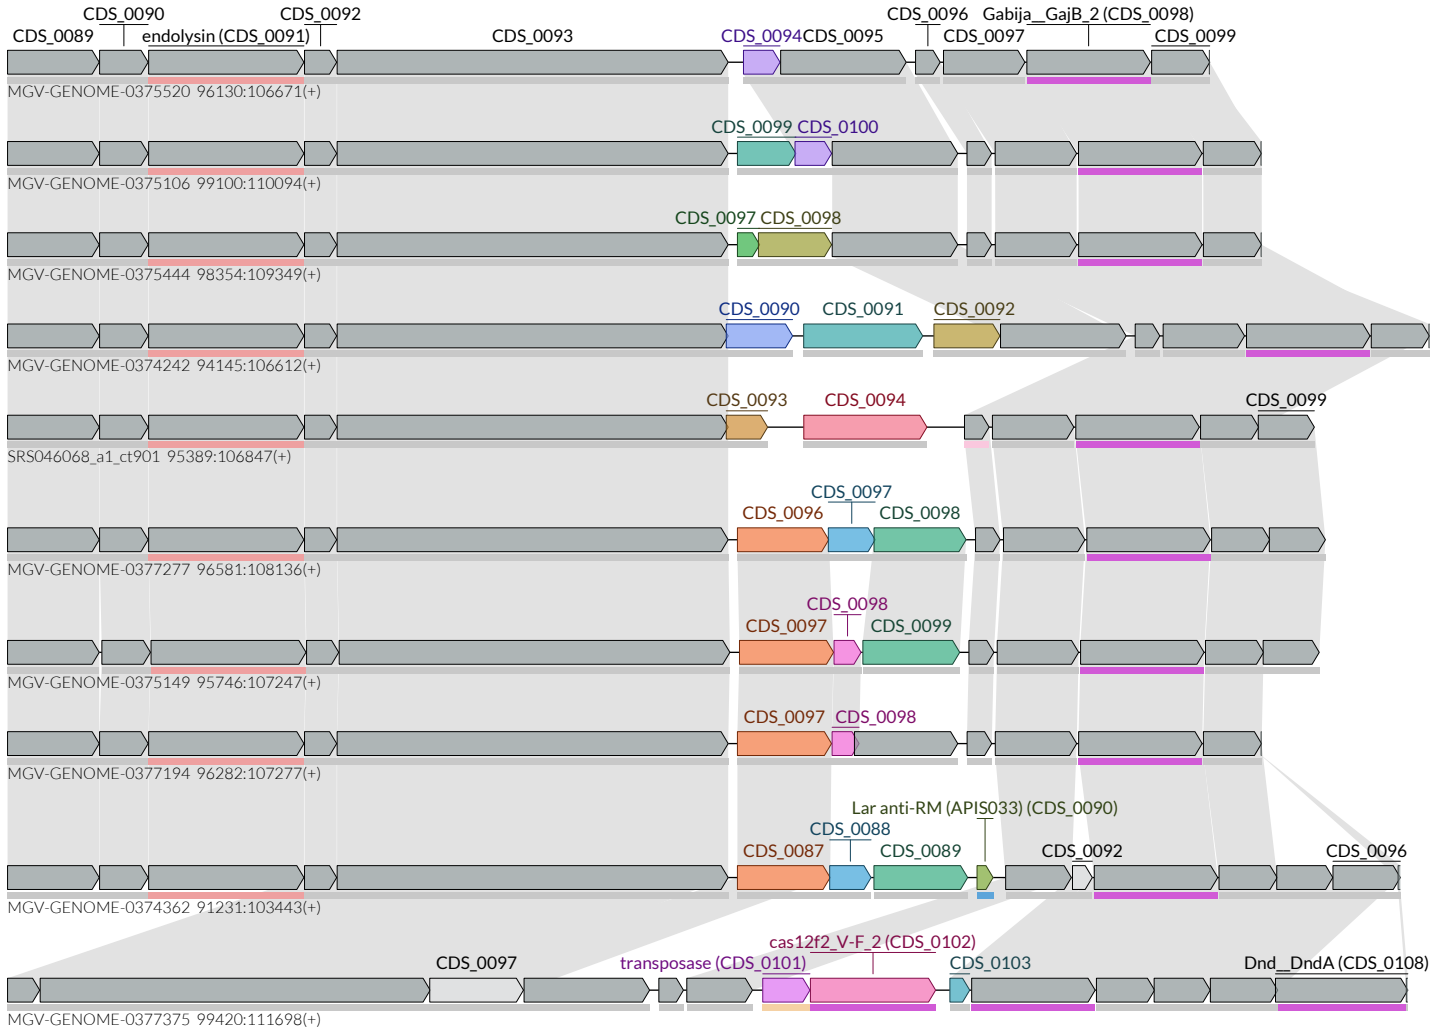 CDS_0090 CDS_0092 CDS_0096 Gabija__GajB_2 (CDS_0098)
CDS_0089 endolysin (CDS_0091) CDS_0093 CDS_0094 CDS_0095 CDS_0097 CDS_0099
MGV-GENOME-0375520 96130:106671(+)
CDS_0099 CDS_0100
MGV-GENOME-0375106 99100:110094(+)
CDS_0097 CDS_0098
MGV-GENOME-0375444 98354:109349(+)
CDS_0090 CDS_0091 CDS_0092
MGV-GENOME-0374242 94145:106612(+)
CDS_0093 CDS_0094 CDS_0099
SRS046068_a1_ct901 95389:106847(+)
CDS_0097
CDS_0096 CDS_0098
MGV-GENOME-0377277 96581:108136(+)
CDS_0098
CDS_0097 CDS_0099
MGV-GENOME-0375149 95746:107247(+)
CDS_0097 CDS_0098
MGV-GENOME-0377194 96282:107277(+)
Lar anti-RM (APIS033) (CDS_0090)
CDS_0088
CDS_0087 CDS_0089 CDS_0092 CDS_0096
MGV-GENOME-0374362 91231:103443(+)
cas12f2_V-F_2 (CDS_0102)
CDS_0097 transposase (CDS_0101) CDS_0103 Dnd__DndA (CDS_0108)
MGV-GENOME-0377375 99420:111698(+)